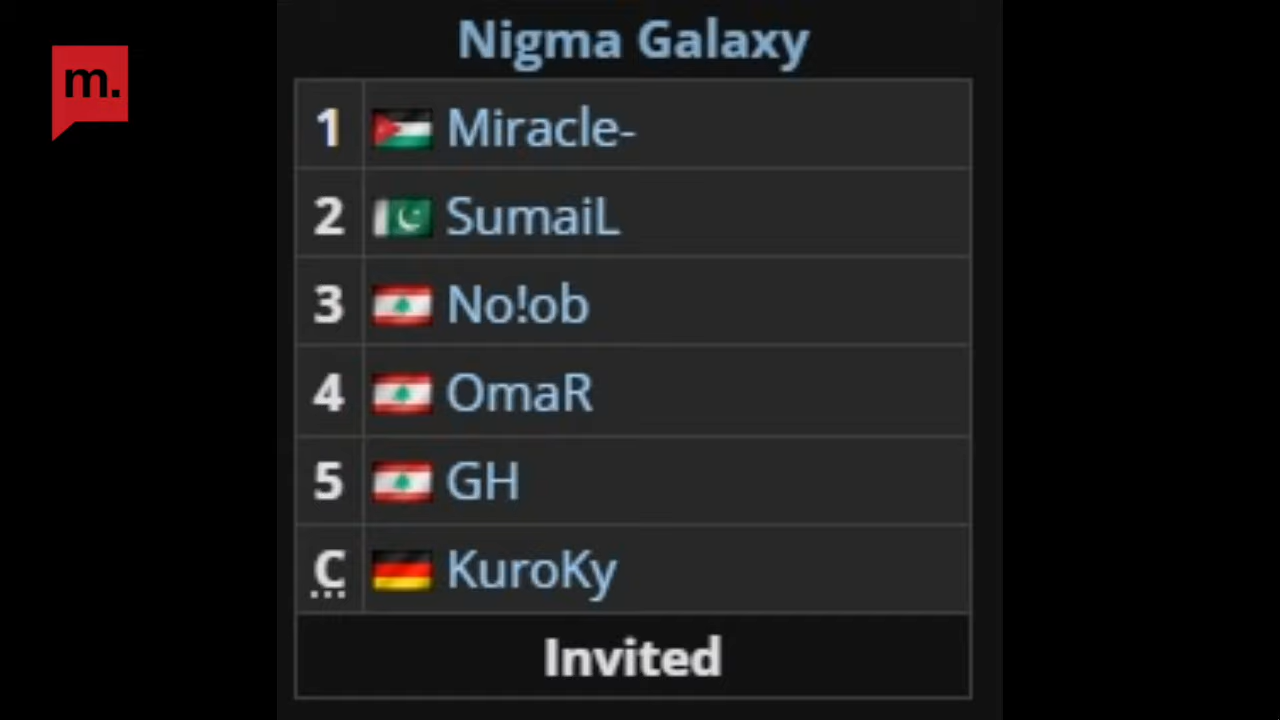 m.
Nigma Galaxy
1 Miracle-
2 SumaiL
3 No!ob
4 OmaR
5 GH
C KuroKy
Invited